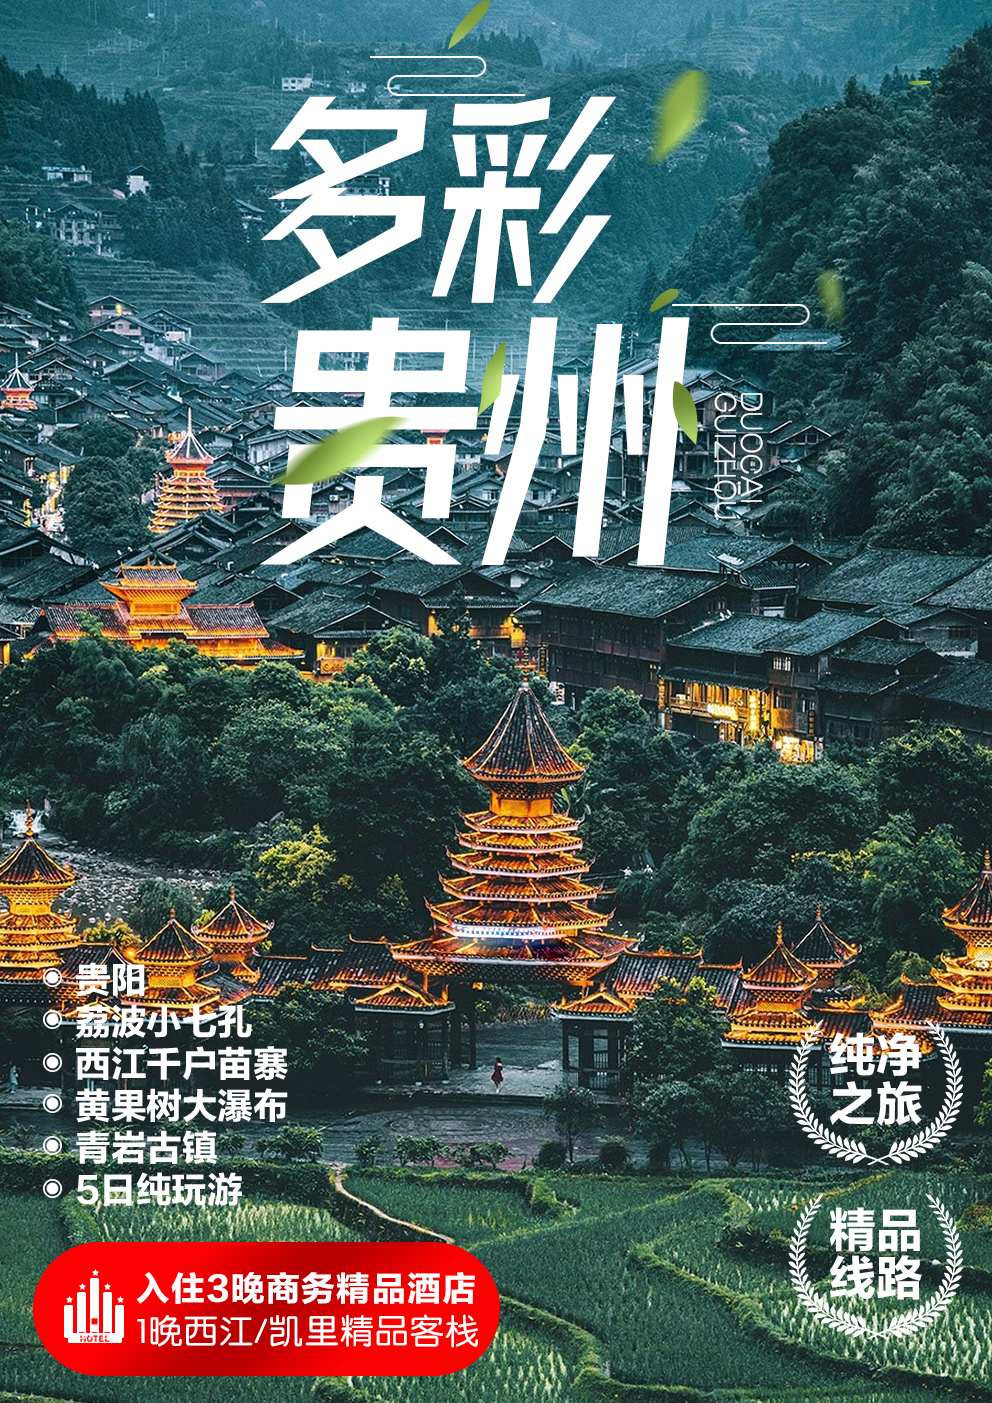 多彩
贵州
DUOCAI
GUIZHOU
贵阳
荔波小七孔
西江千户苗寨
黄果树大瀑布
青岩古镇
5日纯玩游
纯净
之旅
精品
线路
HOTEL
入住3晚商务精品酒店
1晚西江/凯里精品客栈